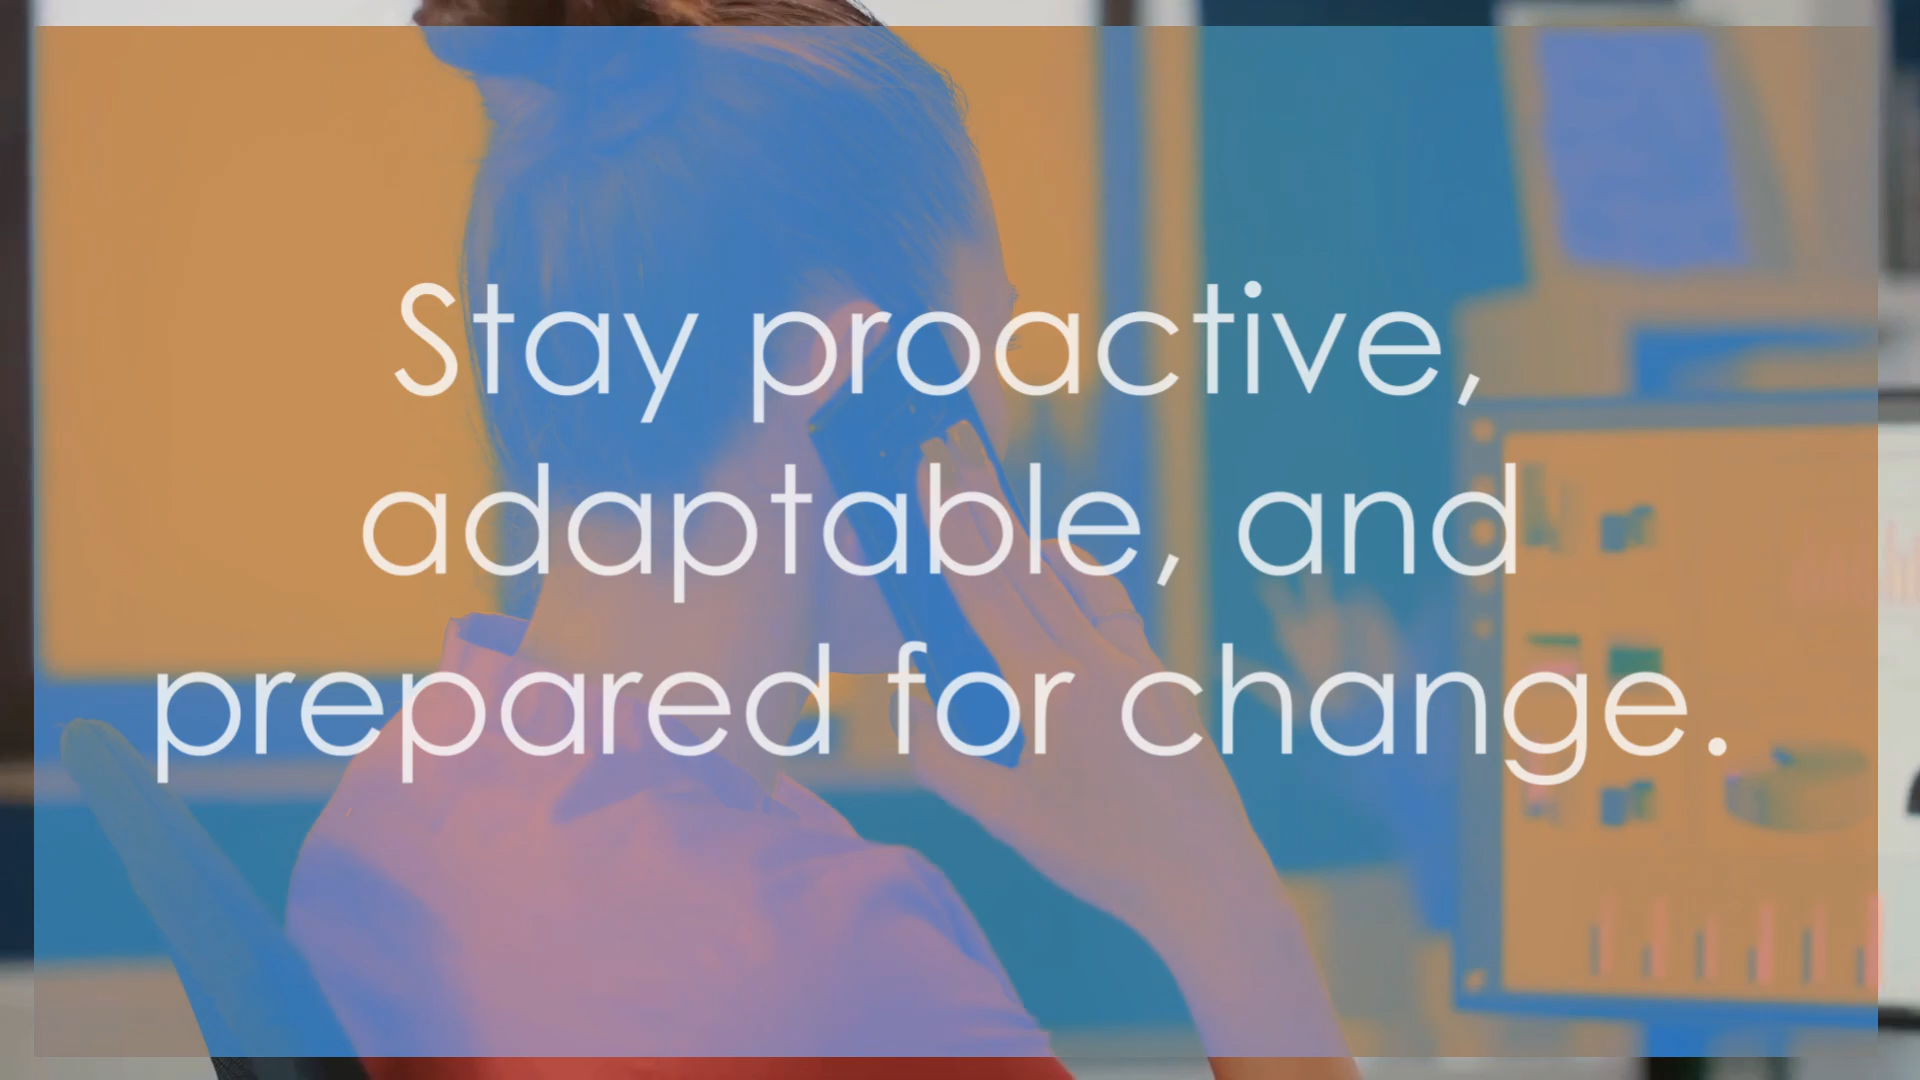 Stay proactive,
adaptable, and
prepared for change.